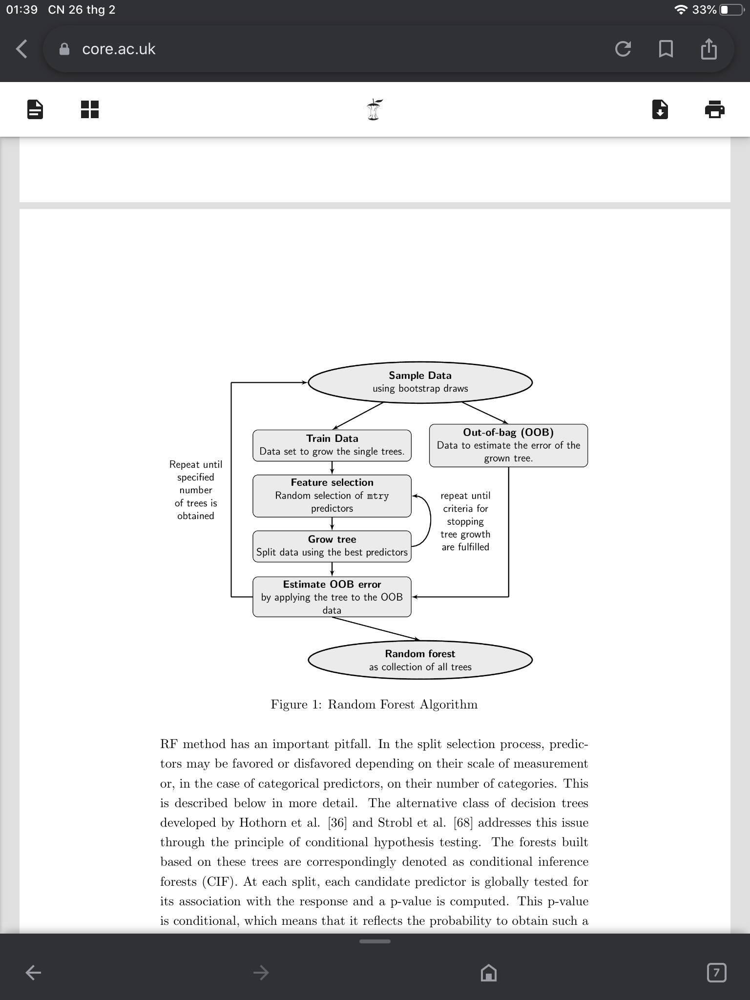 01:39 CN 26 thg 2
33%
core.ac.uk
Sample Data
using bootstrap draws
Train Data
Data set to grow the single trees.
Out-of-bag (OOB)
Data to estimate the error of the
grown tree.
Repeat until
specified
number
of trees is
obtained
Feature selection
Random selection of mtry
predictors
repeat until
criteria for
stopping
tree growth
are fulfilled
Grow tree
Split data using the best predictors
Estimate OOB error
by applying the tree to the OOB
data
Random forest
as collection of all trees
Figure 1: Random Forest Algorithm
RF method has an important pitfall. In the split selection process, predic-
tors may be favored or disfavored depending on their scale of measurement
or, in the case of categorical predictors, on their number of categories. This
is described below in more detail. The alternative class of decision trees
developed by Hothorn et al. [36] and Strobl et al. [68] addresses this issue
through the principle of conditional hypothesis testing. The forests built
based on these trees are correspondingly denoted as conditional inference
forests (CIF). At each split, each candidate predictor is globally tested for
its association with the response and a p-value is computed. This p-value
is conditional, which means that it reflects the probability to obtain such a
7